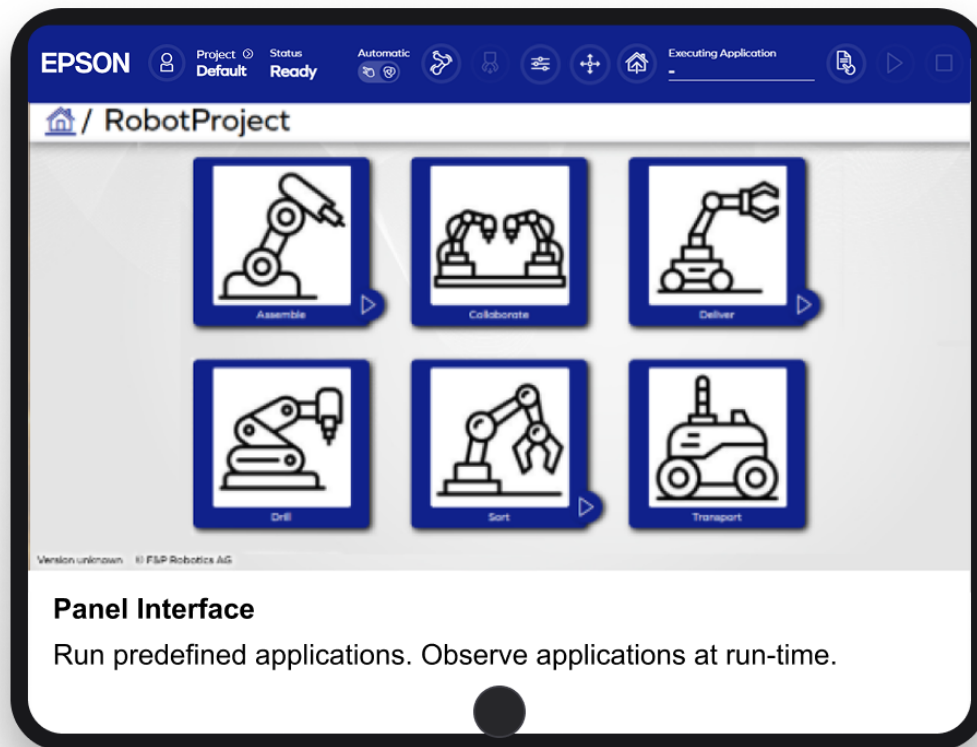 EPSON
Project
Default
Status
Ready
Automatic
Executing Application
-
/ RobotProject
Assemble
Collaborate
Deliver
Drill
Sort
Transport
Version unknown © F&P Robotics AG
Panel Interface
Run predefined applications. Observe applications at run-time.